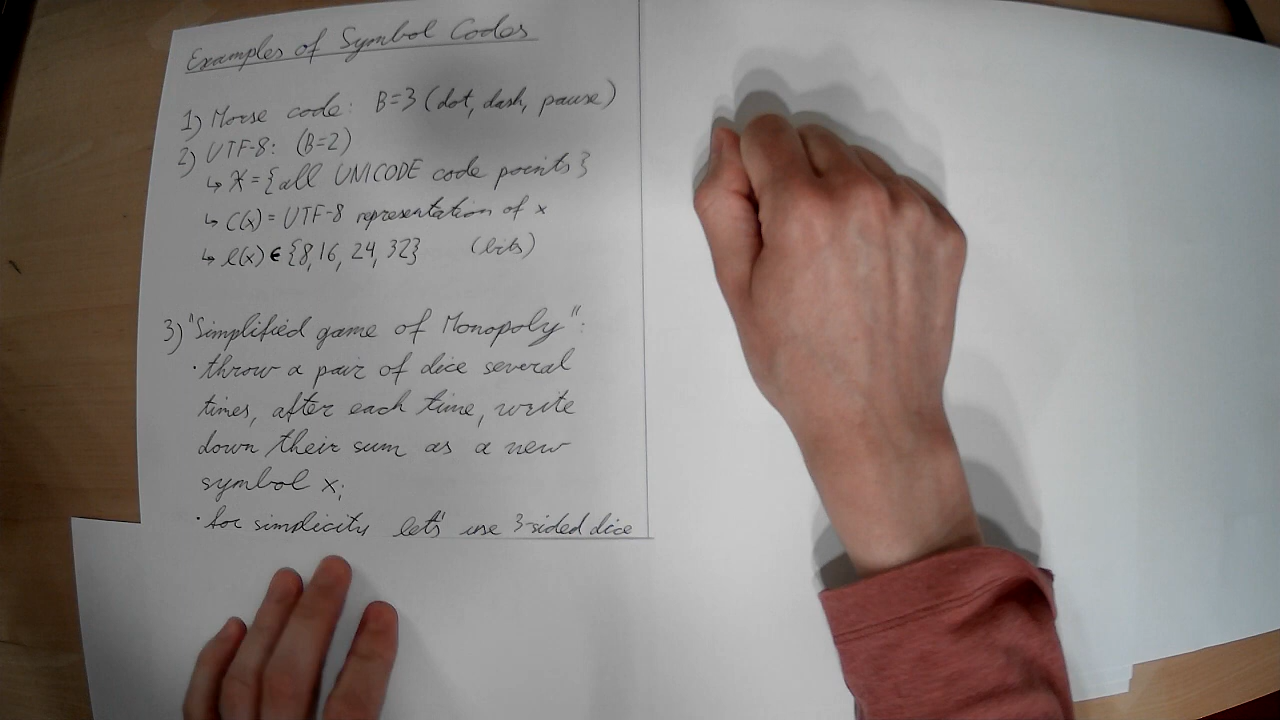 Examples of Symbol Codes
1) Morse code: B=3 (dot, dash, pause)
2) UTF-8: (B=2)
↳ X = {all UNICODE code points}
↳ C(x) = UTF-8 representation of x
↳ l(x) ∈ {8, 16, 24, 32} (bits)
3) "Simplified game of Monopoly":
· throw a pair of dice several
times, after each time, write
down their sum as a new
symbol xᵢ
· for simplicity let's use 3-sided dice